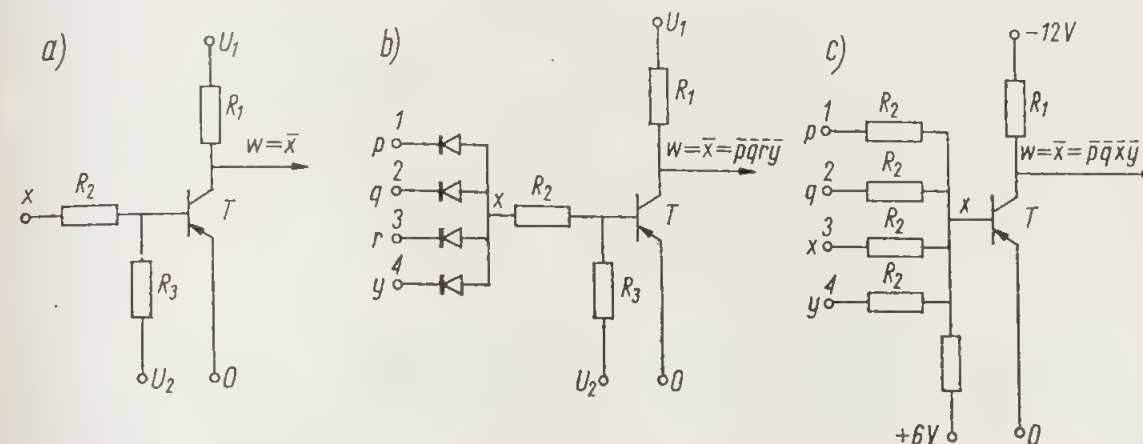 a)
U₁
R₁
w=x̄
x
R₂
T
R₃
U₂
0
b)
U₁
R₁
1
p
2
q
3
r
4
y
x
R₂
w=x̄=p̄q̄r̄ȳ
T
R₃
U₂
0
c)
-12V
R₁
1
p
R₂
2
q
R₂
3
x
R₂
4
y
R₂
x
w=x̄=p̄q̄x̄ȳ
T
+6V
0